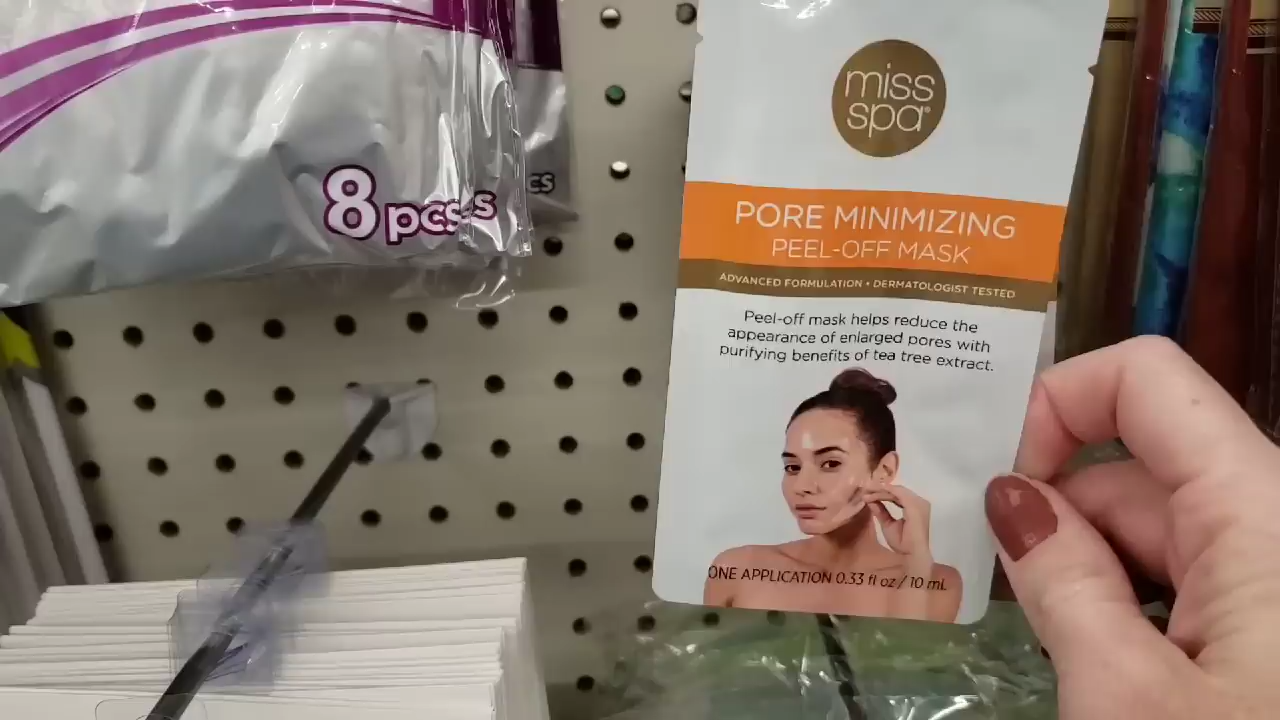 8 pcs
s
cs
miss
spa®
PORE MINIMIZING
PEEL-OFF MASK
ADVANCED FORMULATION • DERMATOLOGIST TESTED
Peel-off mask helps reduce the
appearance of enlarged pores with
purifying benefits of tea tree extract.
ONE APPLICATION 0.33 fl oz / 10 mL